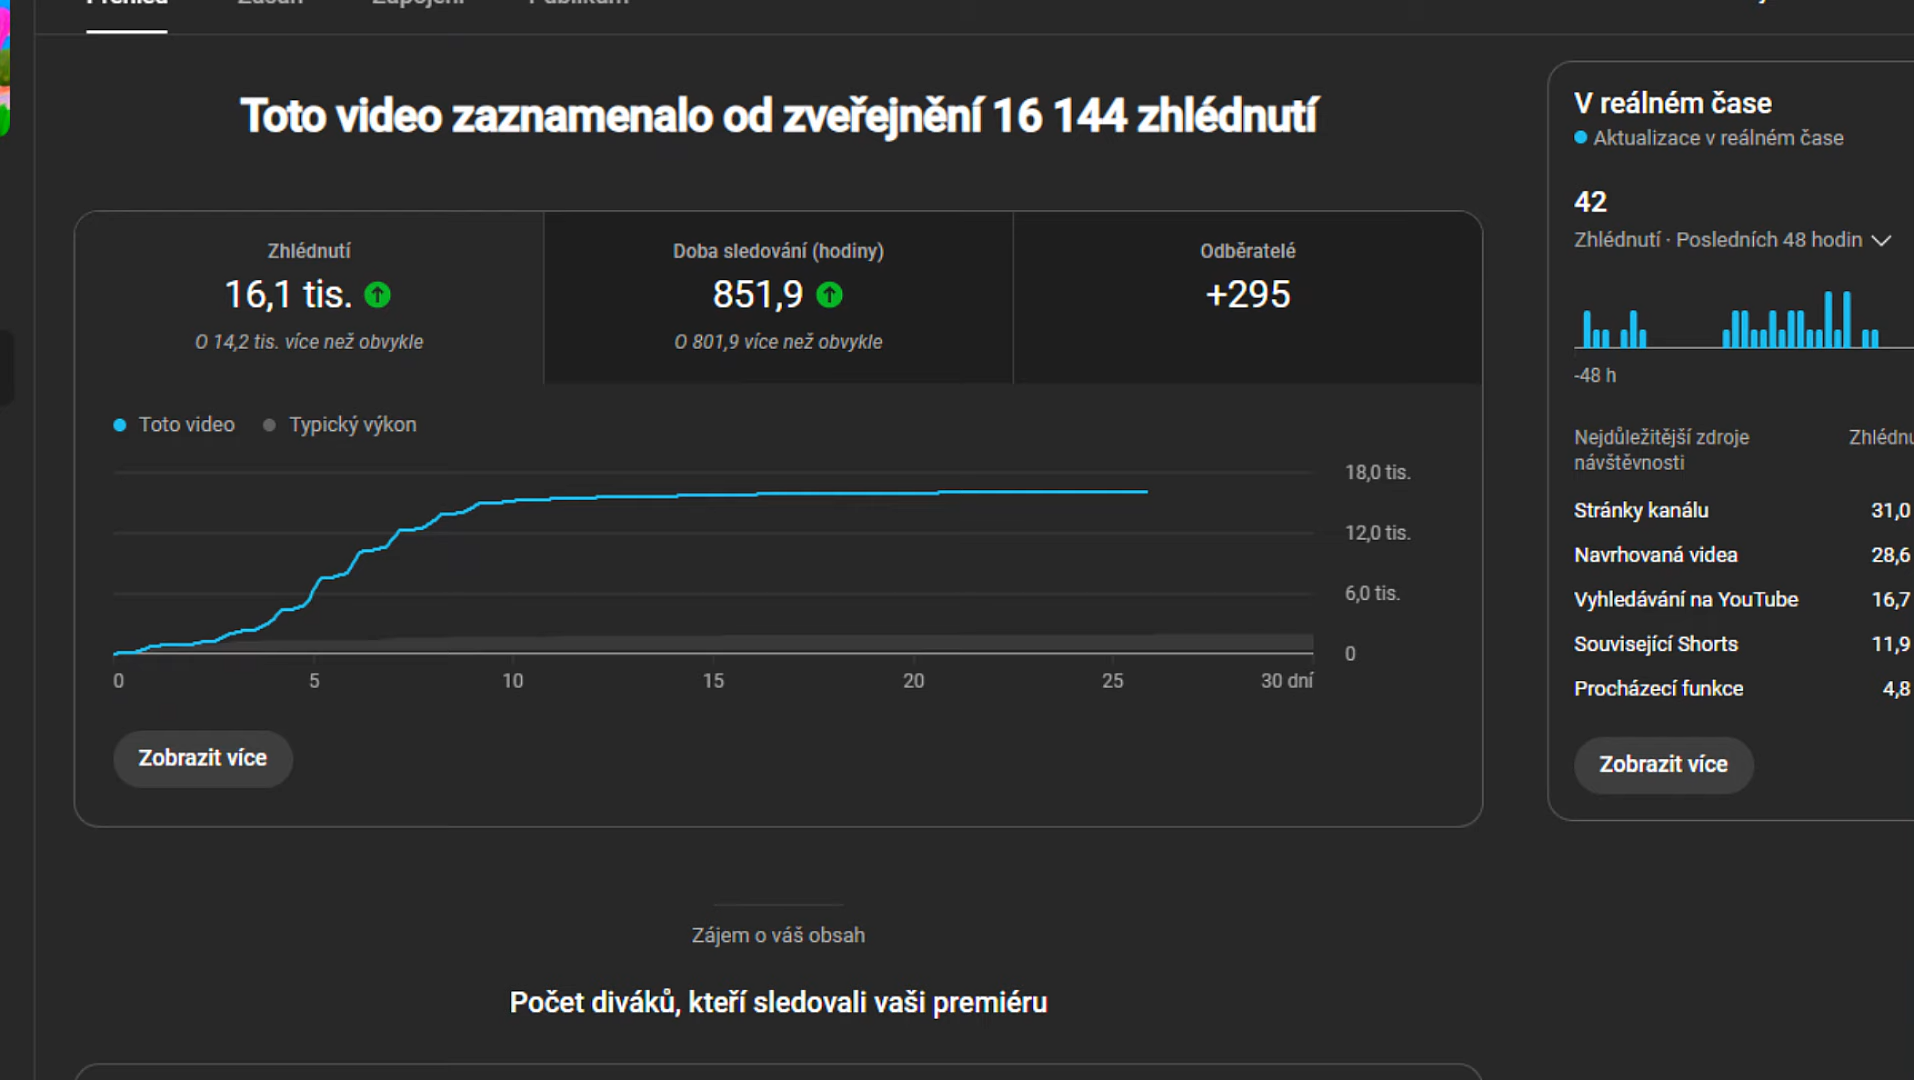 Přehled
Zásah
Zapojení
Publikum
Toto video zaznamenalo od zveřejnění 16 144 zhlédnutí
Zhlédnutí
16,1 tis.
O 14,2 tis. více než obvykle
Doba sledování (hodiny)
851,9
O 801,9 více než obvykle
Odběratelé
+295
Toto video
Typický výkon
18,0 tis.
12,0 tis.
6,0 tis.
0
0
5
10
15
20
25
30 dní
Zobrazit více
Zájem o váš obsah
Počet diváků, kteří sledovali vaši premiéru
V reálném čase
Aktualizace v reálném čase
42
Zhlédnutí · Posledních 48 hodin
-48 h
Nejdůležitější zdroje
návštěvnosti
Stránky kanálu 31,0
Navrhovaná videa 28,6
Vyhledávání na YouTube 16,7
Související Shorts 11,9
Procházecí funkce 4,8
Zobrazit více